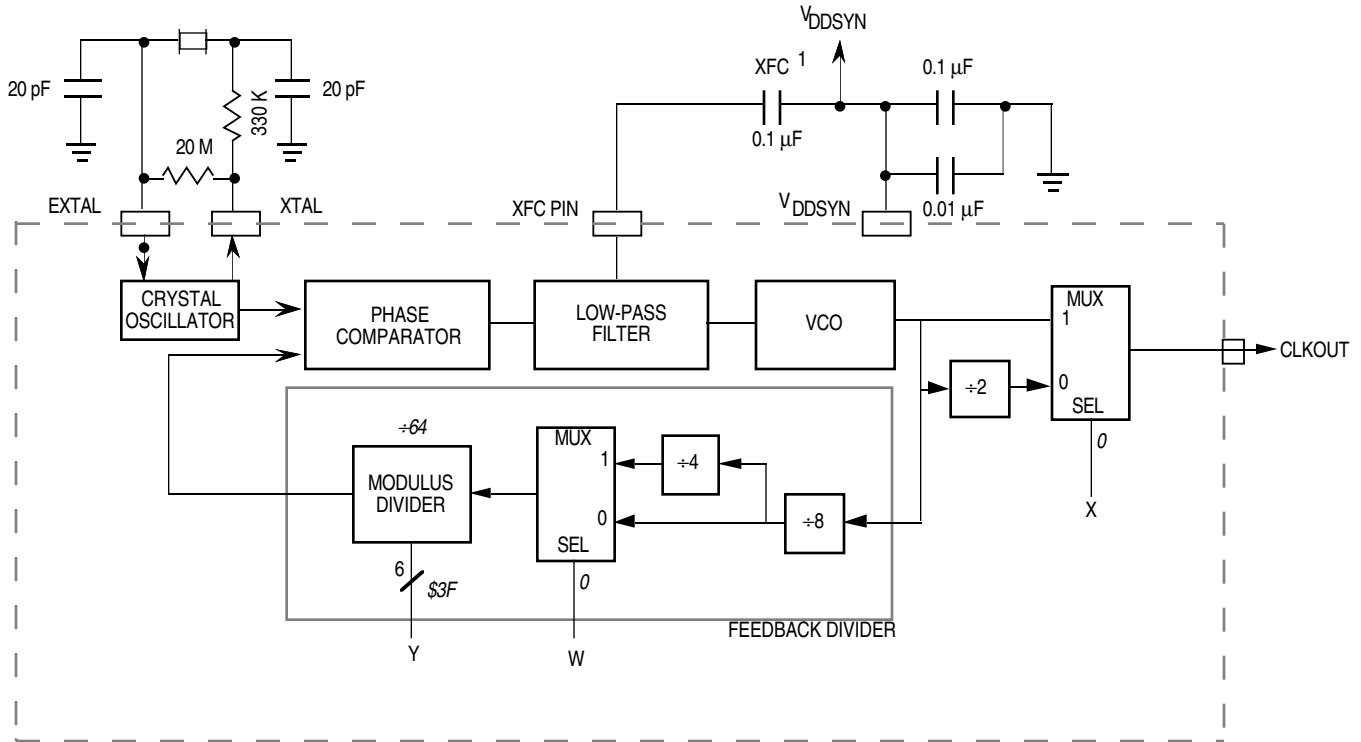 VDDSYN
XFC 1
0.1 µF
0.1 µF
0.01 µF
20 pF
20 pF
330 K
20 M
EXTAL
XTAL
XFC PIN
VDDSYN
CRYSTAL
OSCILLATOR
PHASE
COMPARATOR
LOW-PASS
FILTER
VCO
MUX
1
0
SEL
0
X
÷2
CLKOUT
÷64
MODULUS
DIVIDER
6
$3F
Y
MUX
1
0
SEL
0
W
÷4
÷8
FEEDBACK DIVIDER